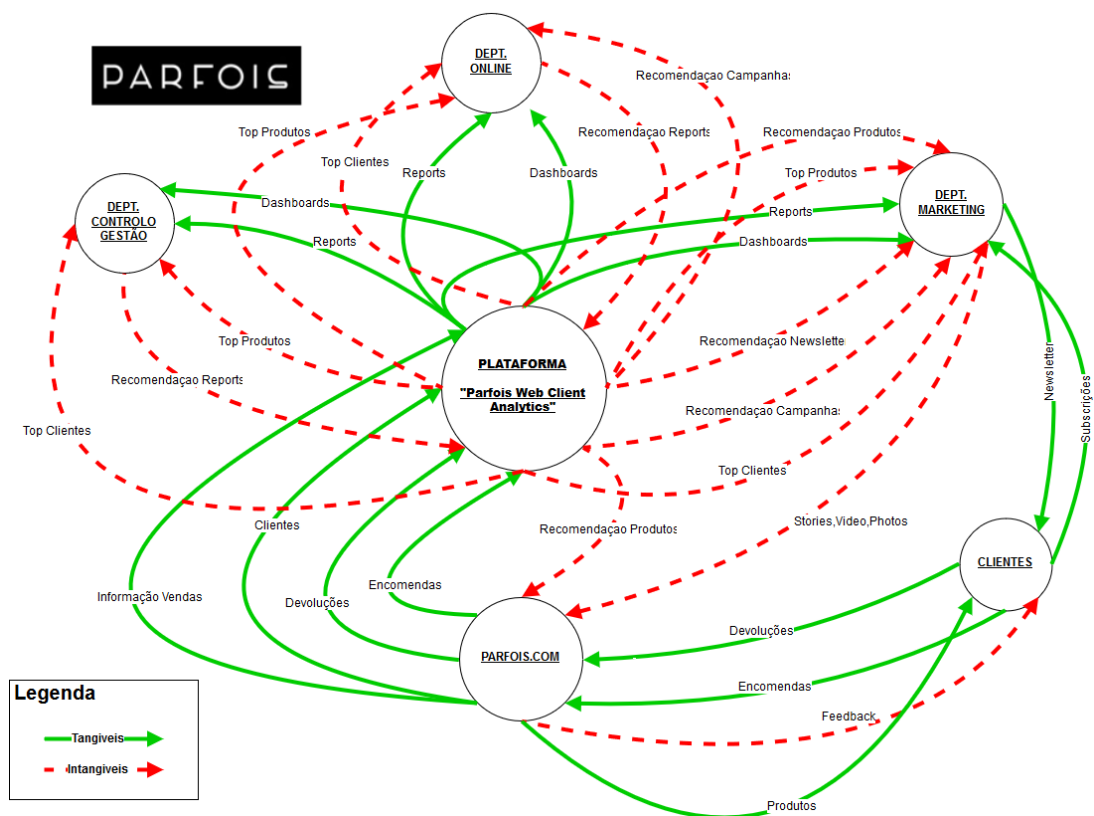 PARFOIS
DEPT.
ONLINE
Recomendaçao Campanhas
Top Produtos
Recomendaçao Reports
Recomendaçao Produtos
Top Clientes
Reports
Dashboards
Top Produtos
DEPT.
CONTROLO
GESTÃO
Dashboards
DEPT.
MARKETING
Reports
Reports
Dashboards
Top Produtos
Recomendaçao Newslette
PLATAFORMA
"Parfois Web Client
Analytics"
Recomendaçao Reports
Newsletter
Subscrições
Recomendaçao Campanhas
Top Clientes
Top Clientes
Clientes
Recomendaçao Produtos
Stories,Video,Photos
CLIENTES
Informação Vendas
Devoluções
Encomendas
Devoluções
PARFOIS.COM
Encomendas
Feedback
Produtos
Legenda
Tangiveis
Intangiveis